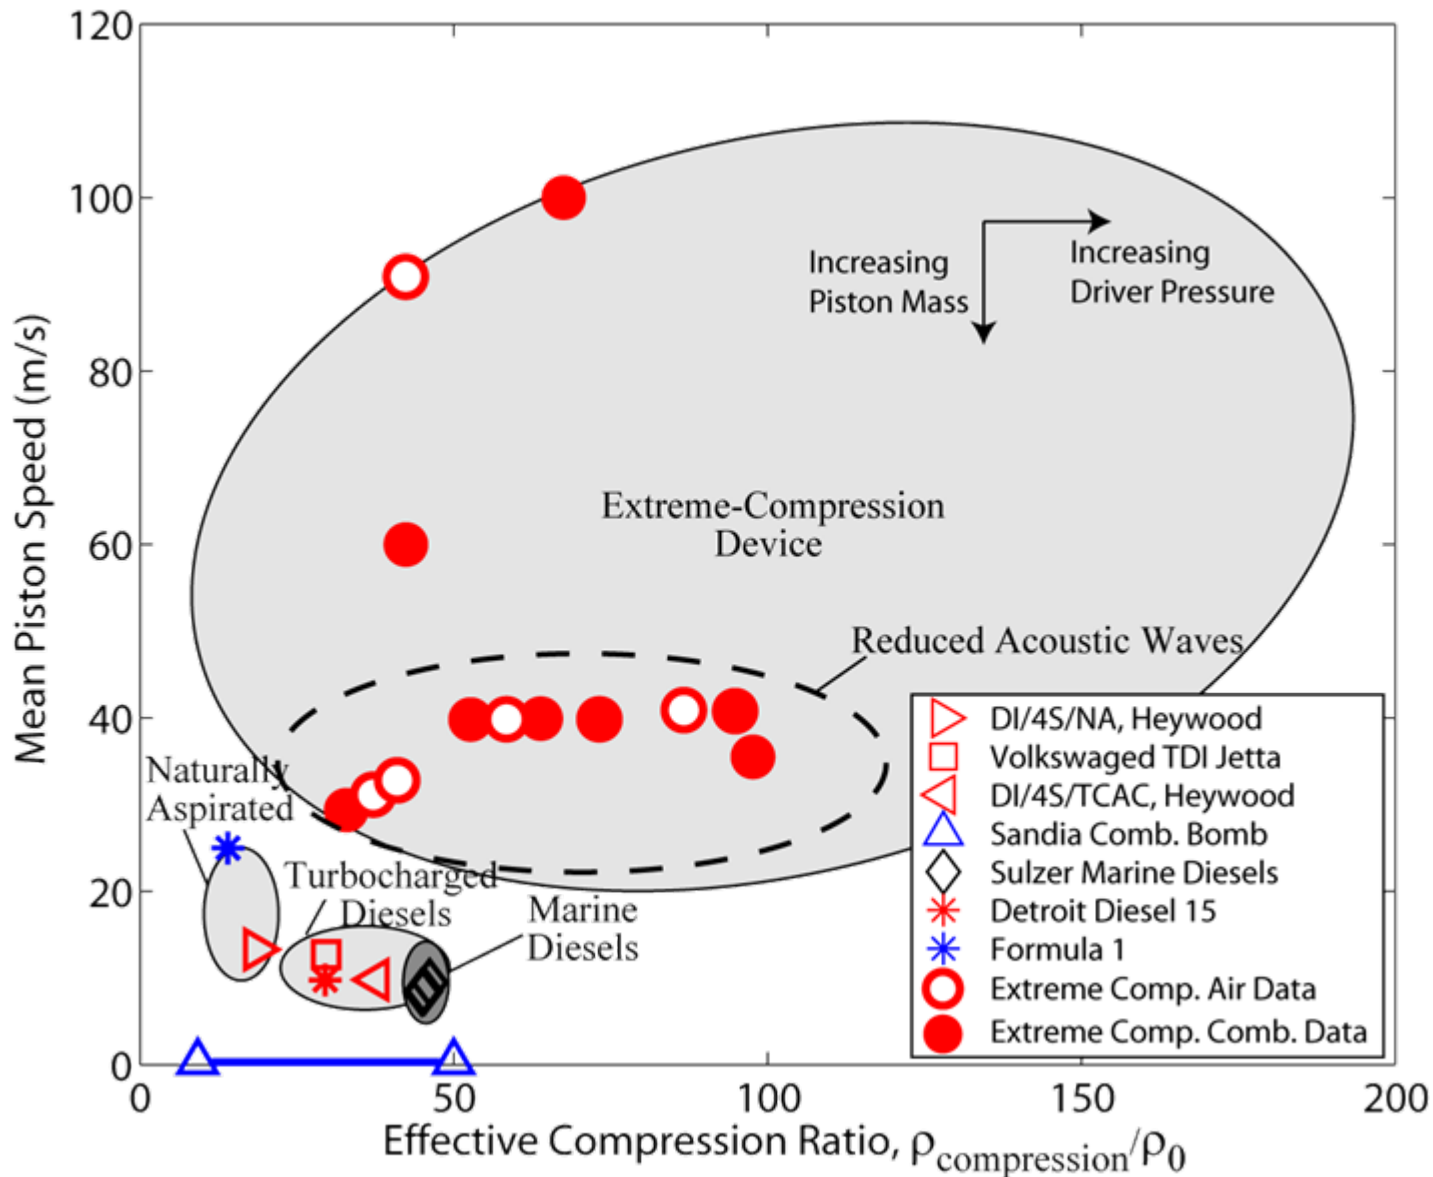 120
100
80
60
40
20
0
Mean Piston Speed (m/s)
Increasing
Piston Mass
Increasing
Driver Pressure
Extreme-Compression
Device
Reduced Acoustic Waves
Naturally
Aspirated
Turbocharged
Diesels
Marine
Diesels
DI/4S/NA, Heywood
Volkswaged TDI Jetta
DI/4S/TCAC, Heywood
Sandia Comb. Bomb
Sulzer Marine Diesels
Detroit Diesel 15
Formula 1
Extreme Comp. Air Data
Extreme Comp. Comb. Data
0 50 100 150 200
Effective Compression Ratio, ρcompression/ρ0